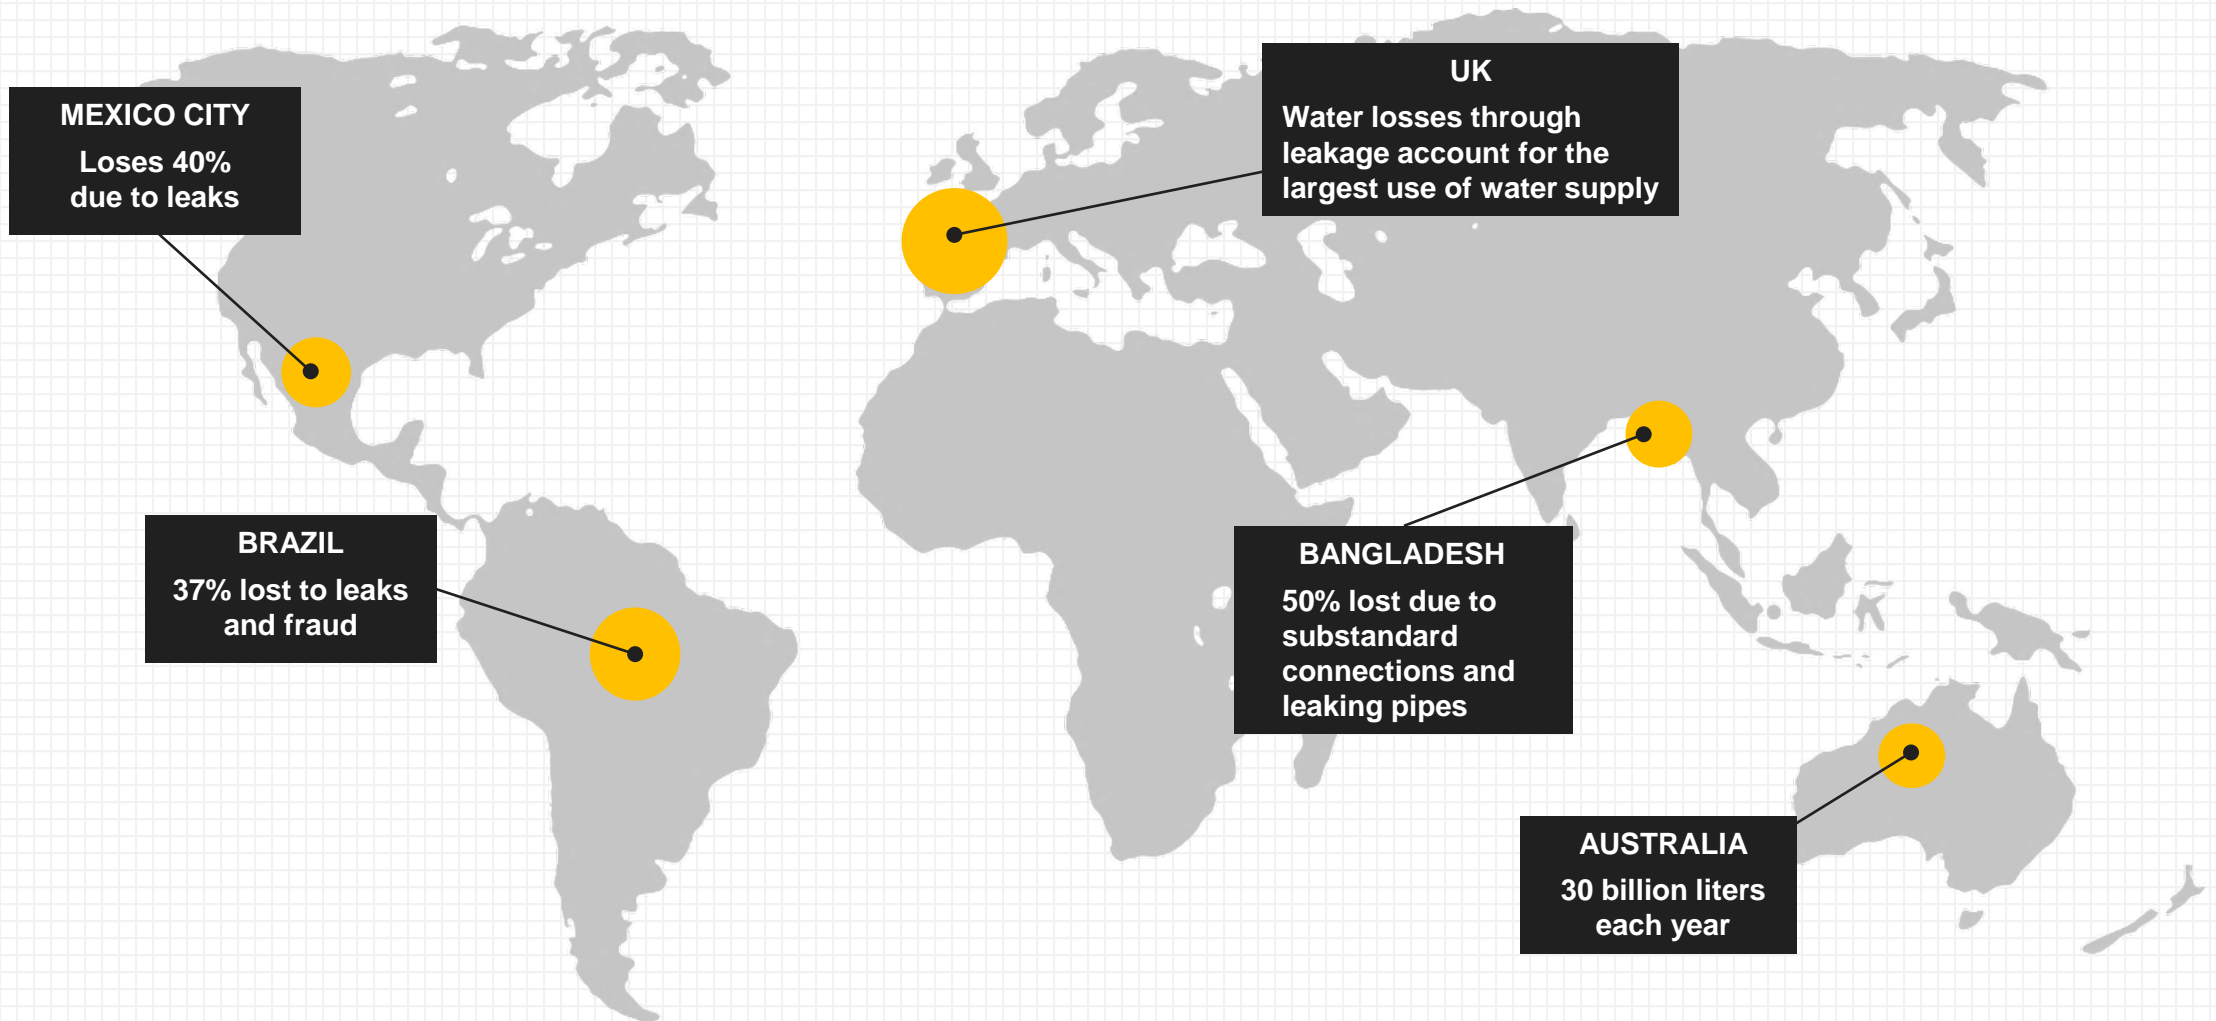 MEXICO CITY
Loses 40%
due to leaks
UK
Water losses through
leakage account for the
largest use of water supply
BRAZIL
37% lost to leaks
and fraud
BANGLADESH
50% lost due to
substandard
connections and
leaking pipes
AUSTRALIA
30 billion liters
each year